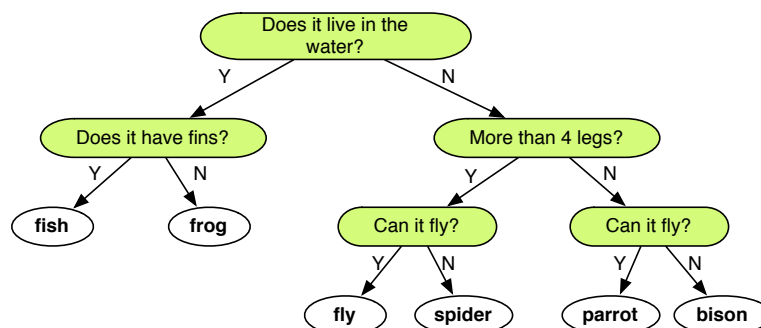 Does it live in the
water?
Y
N
Does it have fins?
More than 4 legs?
Y
N
Y
N
fish
frog
Can it fly?
Can it fly?
Y
N
Y
N
fly
spider
parrot
bison